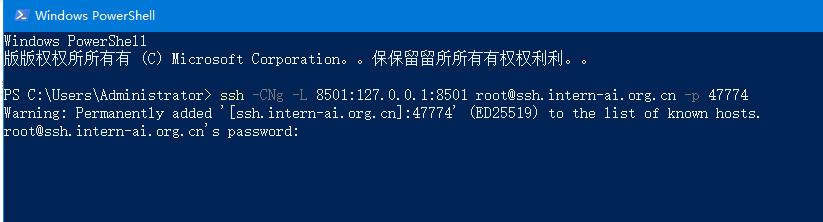 Windows PowerShell
Windows PowerShell
版版权权所所有有 (C) Microsoft Corporation。。保保留留所所有有权权利利。。
PS C:\Users\Administrator> ssh -CNg -L 8501:127.0.0.1:8501 root@ssh.intern-ai.org.cn -p 47774
Warning: Permanently added '[ssh.intern-ai.org.cn]:47774' (ED25519) to the list of known hosts.
root@ssh.intern-ai.org.cn's password: